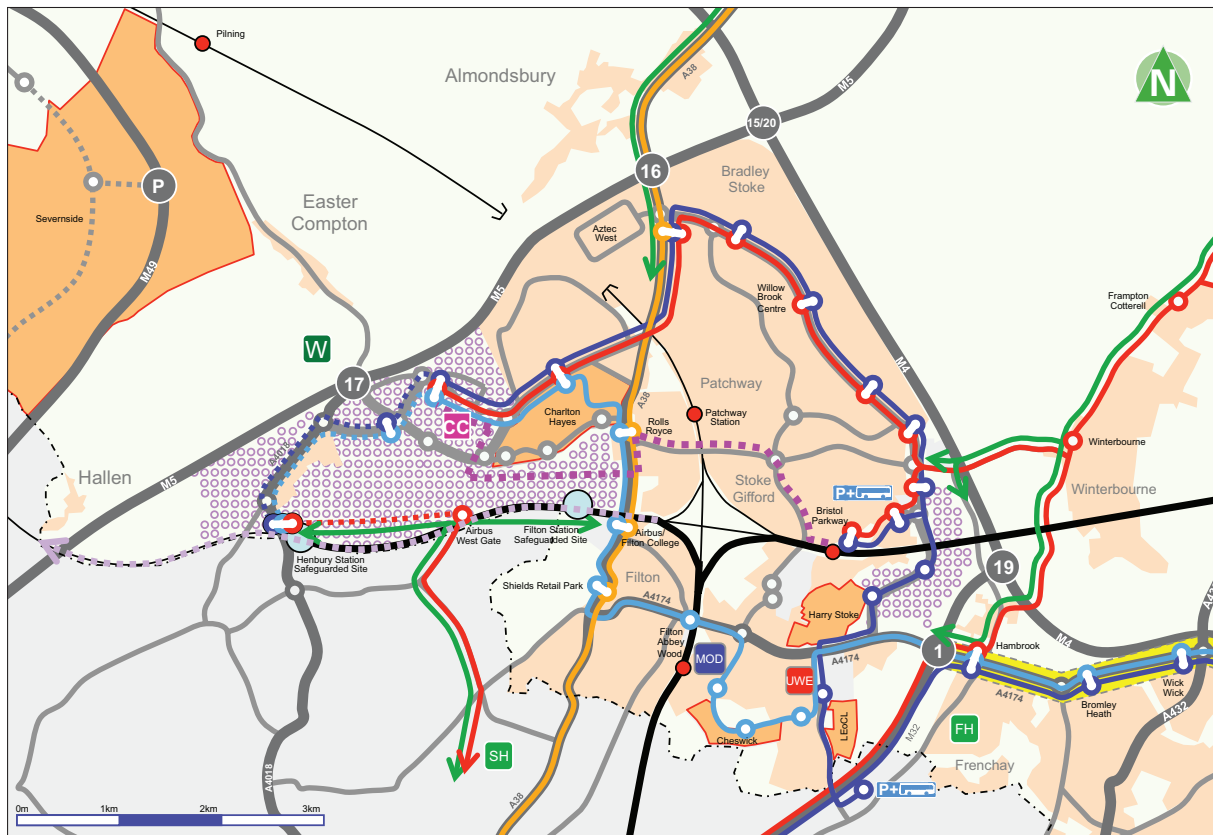 Pilning
Almondsbury
A38
M5
N
15/20
16
Bradley
Stoke
P
Severnside
Easter
Compton
Aztec
West
M49
M5
Willow
Brook
Centre
Frampton
Cotterell
W
17
M4
Patchway
A38
CC
Charlton
Hayes
Rolls
Royce
Patchway
Station
Winterbourne
A4018
Hallen
M5
Stoke
Gifford
P+
Winterbourne
Bristol
Parkway
Airbus
West Gate
Filton Station
Safeguarded Site
Airbus/
Filton College
Henbury Station
Safeguarded Site
19
Shields Retail Park
Filton
A4174
Harry Stoke
Filton
Abbey
Wood
MOD
UWE
A4174
1
Hambrook
M4
A4174
Wick
Wick
Bromley
Heath
A432
Cheswick
LEoCL
M32
FH
Frenchay
SH
P+
A4018
A38
0m
1km
2km
3km